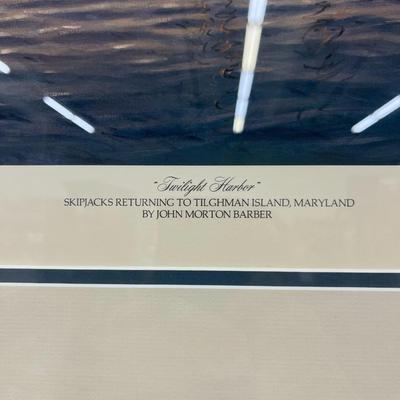 "Twilight Harbor"
SKIPJACKS RETURNING TO TILGHMAN ISLAND, MARYLAND
BY JOHN MORTON BARBER